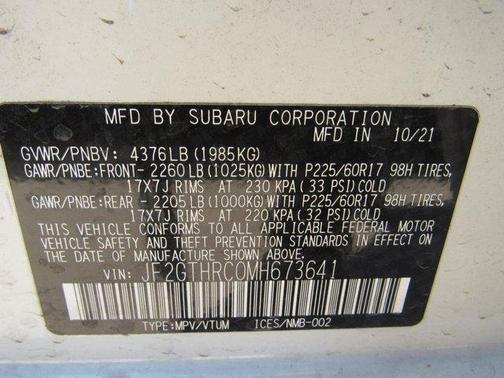 MFD BY SUBARU CORPORATION
MFD IN 10/21
GVWR/PNBV: 4376LB (1985KG)
GAWR/PNBE:FRONT- 2260LB (1025KG)WITH P225/60R17 98H TIRES,
17X7J RIMS AT 230 KPA (33 PSI)COLD
GAWR/PNBE:REAR - 2205LB (1000KG)WITH P225/60R17 98H TIRES,
17X7J RIMS AT 220 KPA (32 PSI)COLD
THIS VEHICLE CONFORMS TO ALL APPLICABLE FEDERAL MOTOR
VEHICLE SAFETY AND THEFT PREVENTION STANDARDS IN EFFECT ON
THE DATE OF MANUFACTURE SHOWN ABOVE.
VIN: JF2GTHRC0MH673641
TYPE:MPV/VTUM ICES/NMB-002